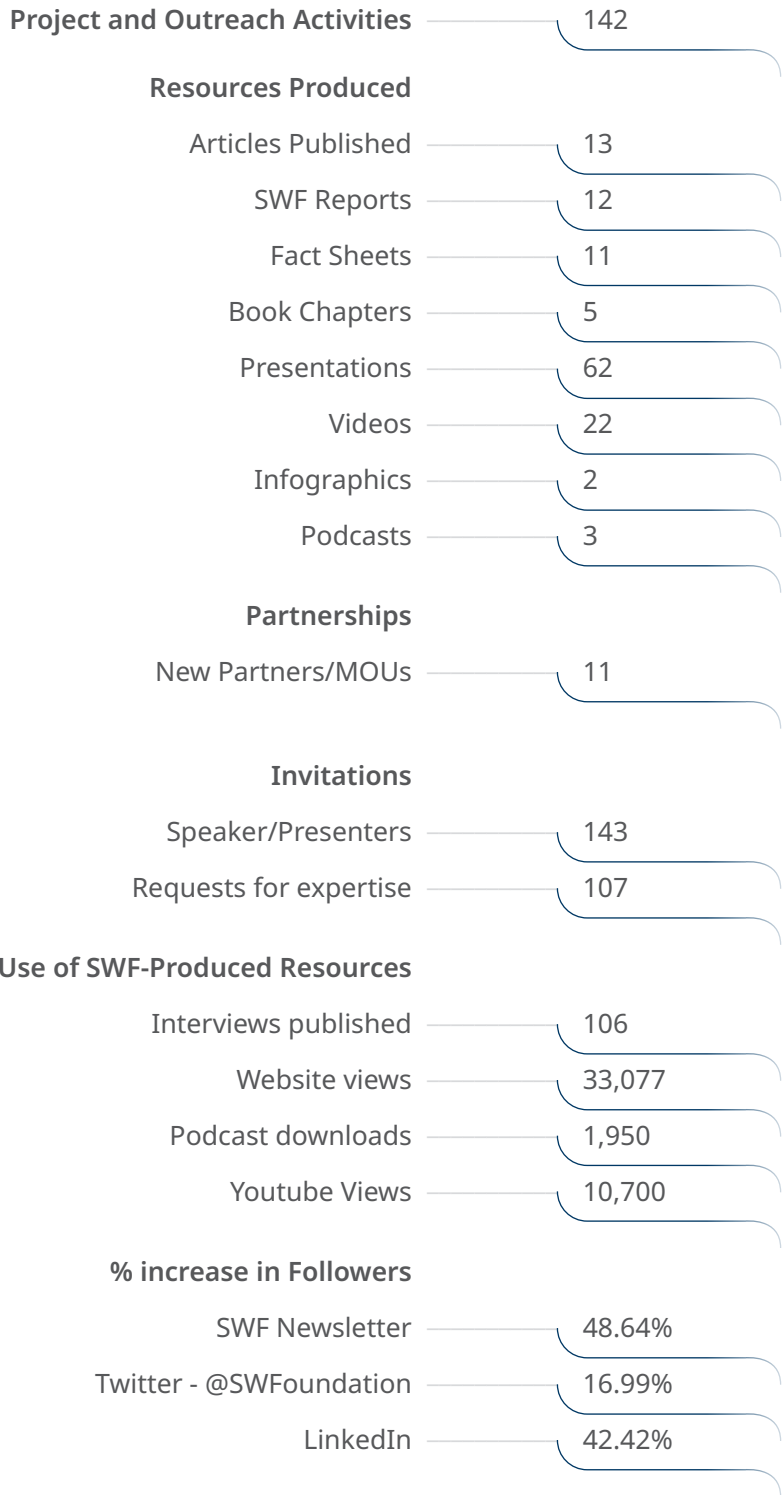 Project and Outreach Activities 142
Resources Produced
Articles Published 13
SWF Reports 12
Fact Sheets 11
Book Chapters 5
Presentations 62
Videos 22
Infographics 2
Podcasts 3
Partnerships
New Partners/MOUs 11
Invitations
Speaker/Presenters 143
Requests for expertise 107
Use of SWF-Produced Resources
Interviews published 106
Website views 33,077
Podcast downloads 1,950
Youtube Views 10,700
% increase in Followers
SWF Newsletter 48.64%
Twitter - @SWFoundation 16.99%
LinkedIn 42.42%